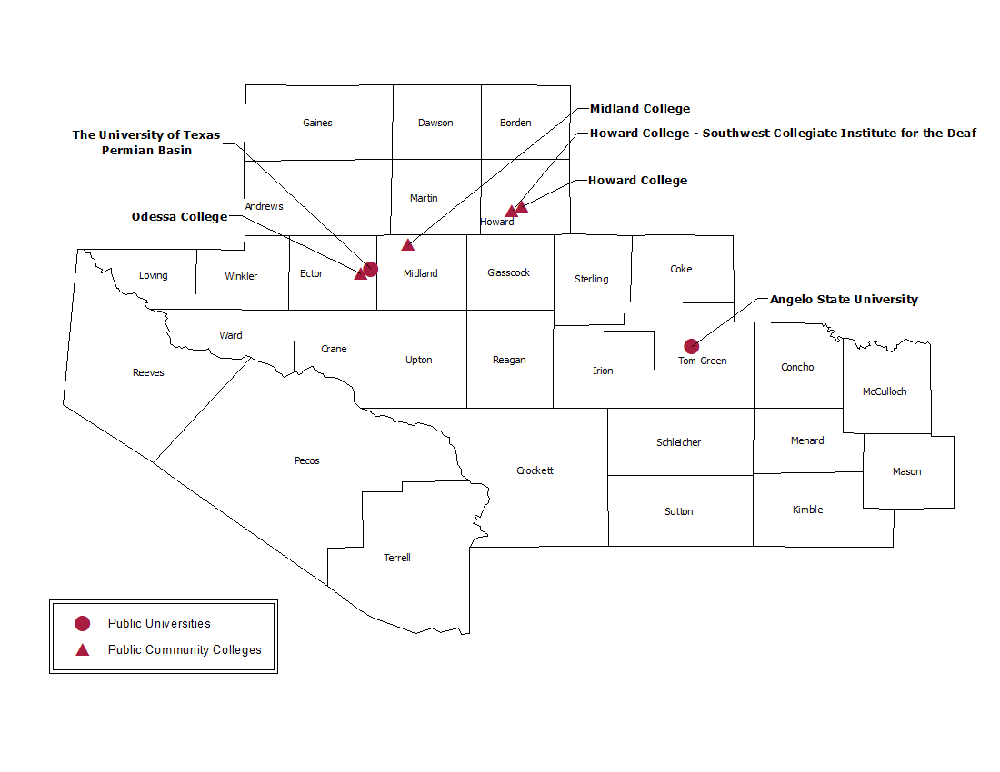 Midland College
Gaines
Dawson
Borden
The University of Texas
Permian Basin
Howard College - Southwest Collegiate Institute for the Deaf
Howard College
Andrews
Martin
Odessa College
Howard
Loving
Winkler
Ector
Midland
Glasscock
Sterling
Coke
Angelo State University
Ward
Crane
Upton
Reagan
Irion
Tom Green
Concho
Reeves
McCulloch
Schleicher
Menard
Pecos
Crockett
Mason
Sutton
Kimble
Terrell
Public Universities
Public Community Colleges